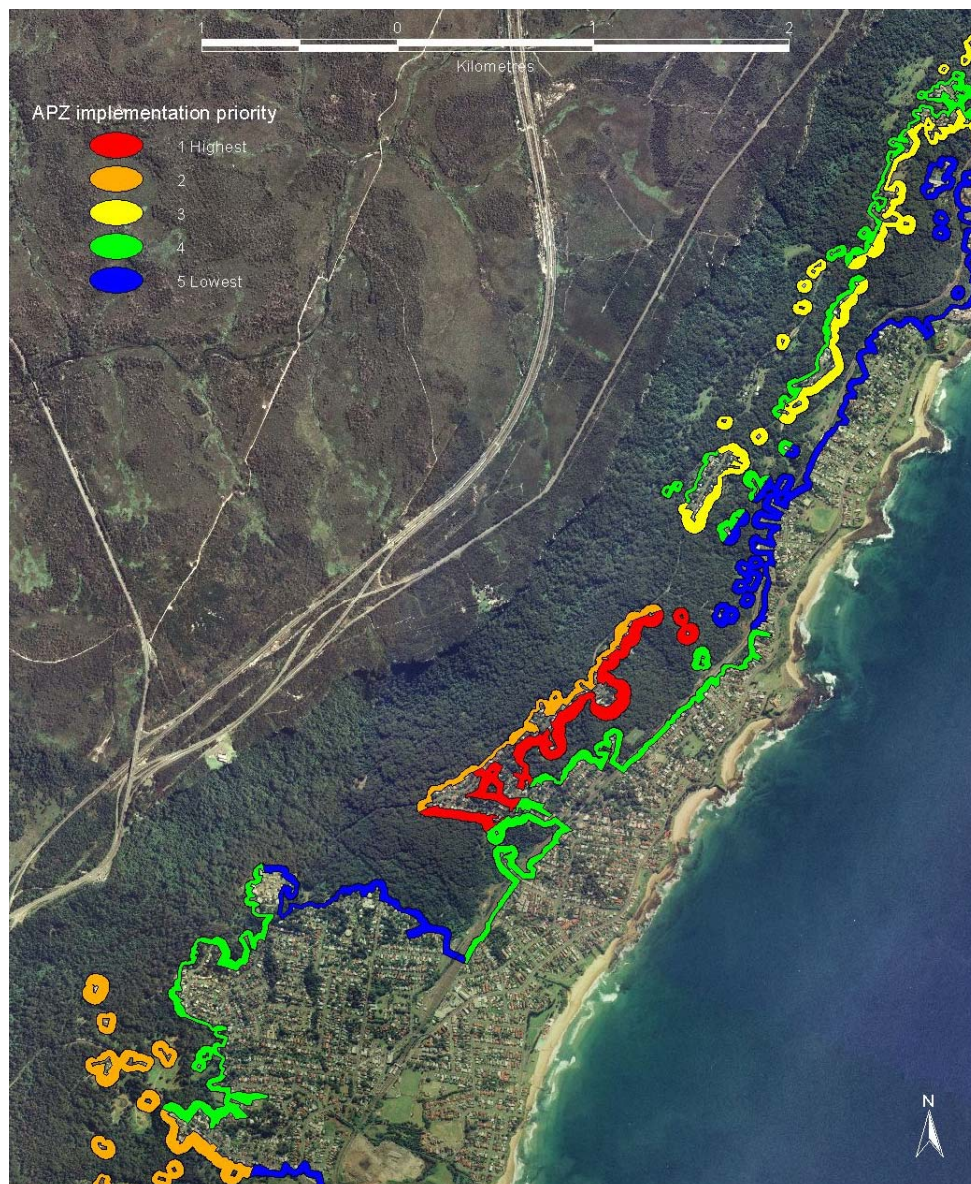 1 0 1 2
Kilometres
APZ implementation priority
1 Highest
2
3
4
5 Lowest
N